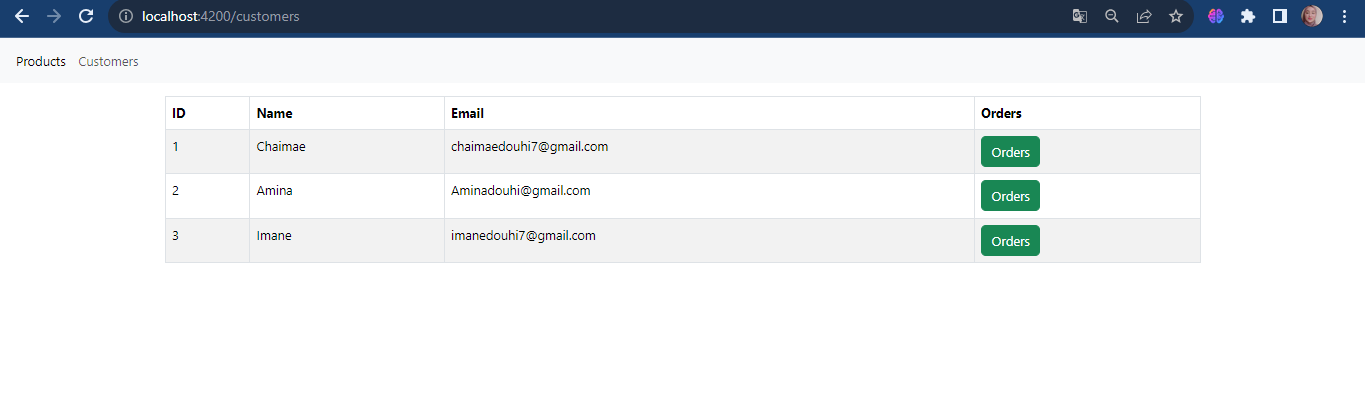 localhost:4200/customers
Products Customers
ID Name Email Orders
1 Chaimae chaimaedouhi7@gmail.com Orders
2 Amina Aminadouhi@gmail.com Orders
3 Imane imanedouhi7@gmail.com Orders